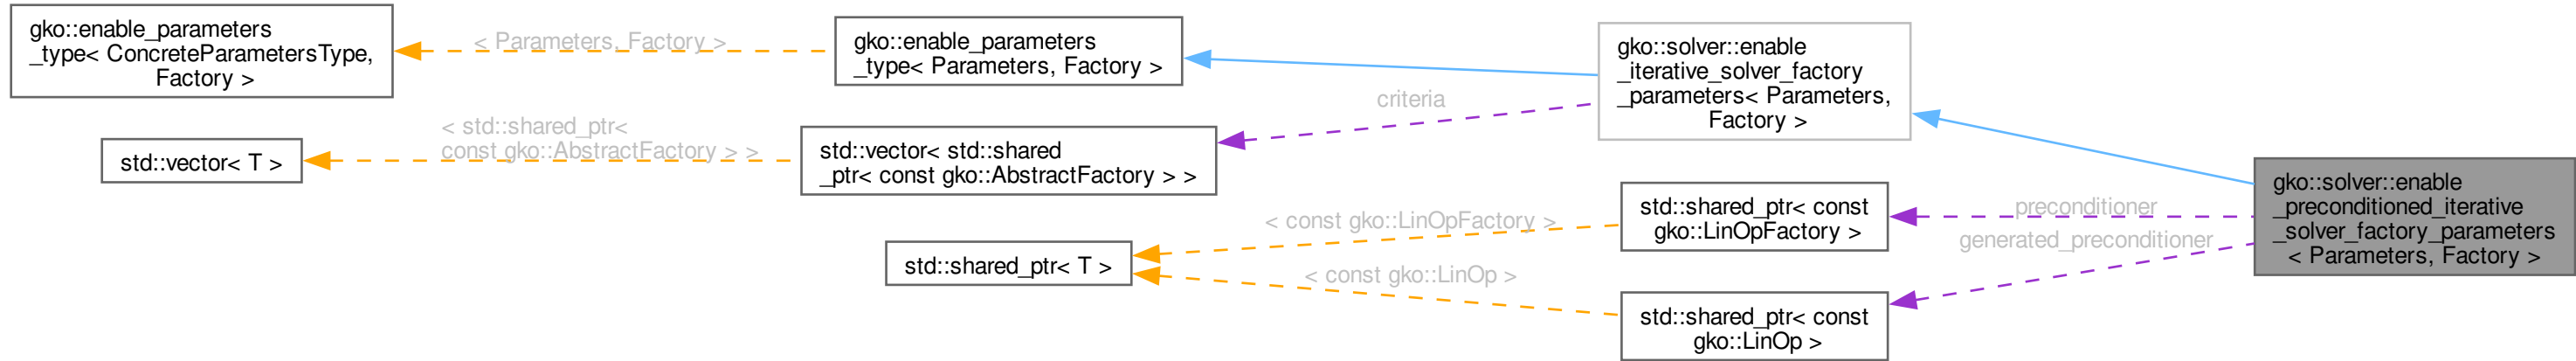 gko::enable_parameters
_type< ConcreteParametersType,
Factory >
< Parameters, Factory >
gko::enable_parameters
_type< Parameters, Factory >
gko::solver::enable
_iterative_solver_factory
_parameters< Parameters,
Factory >
criteria
std::vector< T >
< std::shared_ptr<
const gko::AbstractFactory > >
std::vector< std::shared
_ptr< const gko::AbstractFactory > >
std::shared_ptr< T >
< const gko::LinOpFactory >
< const gko::LinOp >
std::shared_ptr< const
gko::LinOpFactory >
std::shared_ptr< const
gko::LinOp >
preconditioner
generated_preconditioner
gko::solver::enable
_preconditioned_iterative
_solver_factory_parameters
< Parameters, Factory >